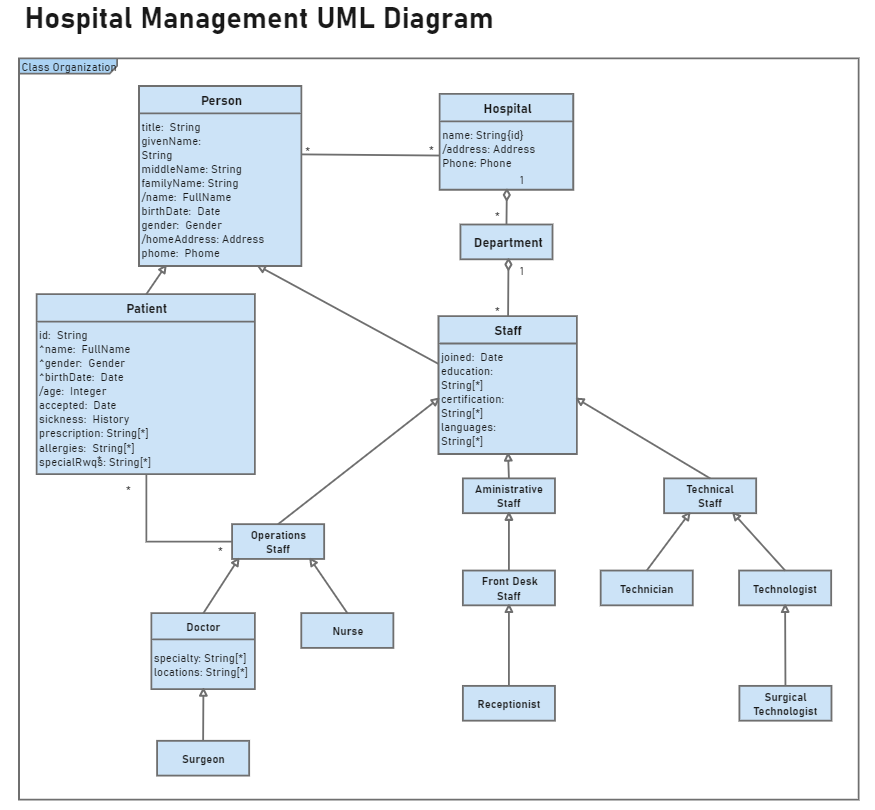 Hospital Management UML Diagram
Class Organization
Person
title: String
givenName:
String
middleName: String
familyName: String
/name: FullName
birthDate: Date
gender: Gender
/homeAddress: Address
phome: Phome
*
*
Hospital
name: String{id}
/address: Address
Phone: Phone
1
*
Department
1
*
Patient
id: String
^name: FullName
^gender: Gender
^birthDate: Date
/age: Integer
accepted: Date
sickness: History
prescription: String[*]
allergies: String[*]
specialRwqs: String[*]
*
*
Staff
joined: Date
education:
String[*]
certification:
String[*]
languages:
String[*]
Operations
Staff
Aministrative
Staff
Technical
Staff
Doctor
specialty: String[*]
locations: String[*]
Nurse
Front Desk
Staff
Technician
Technologist
Surgeon
Receptionist
Surgical
Technologist